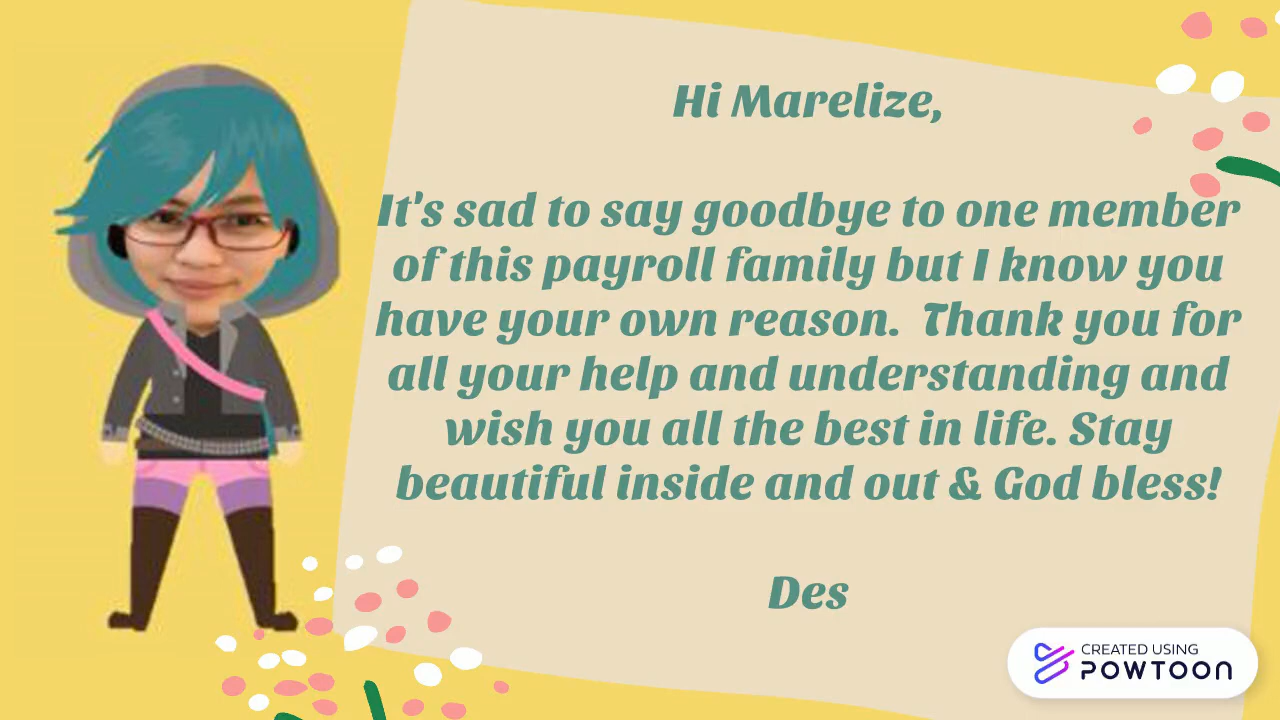 Hi Marelize,
It's sad to say goodbye to one member
of this payroll family but I know you
have your own reason.  Thank you for
all your help and understanding and
wish you all the best in life. Stay
beautiful inside and out & God bless!
Des
CREATED USING
POWTOON